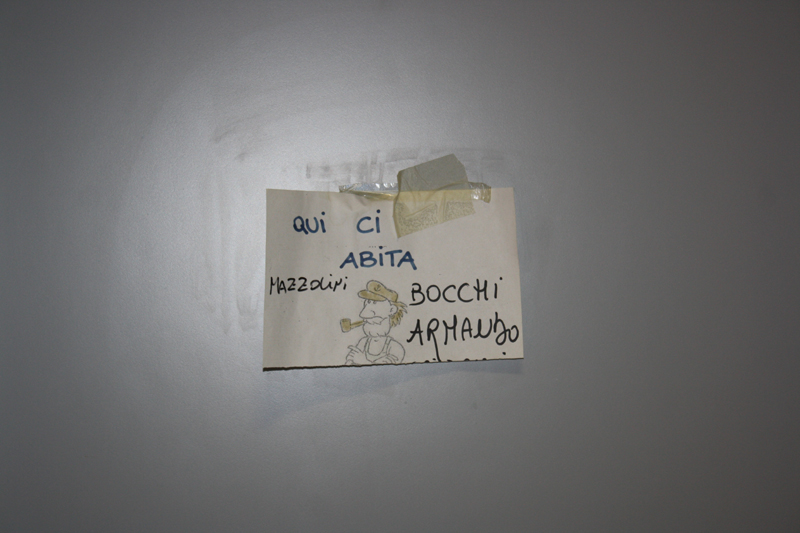 QUI CI
ABITA
MAZZOLINI
BOCCHI
ARMANDO